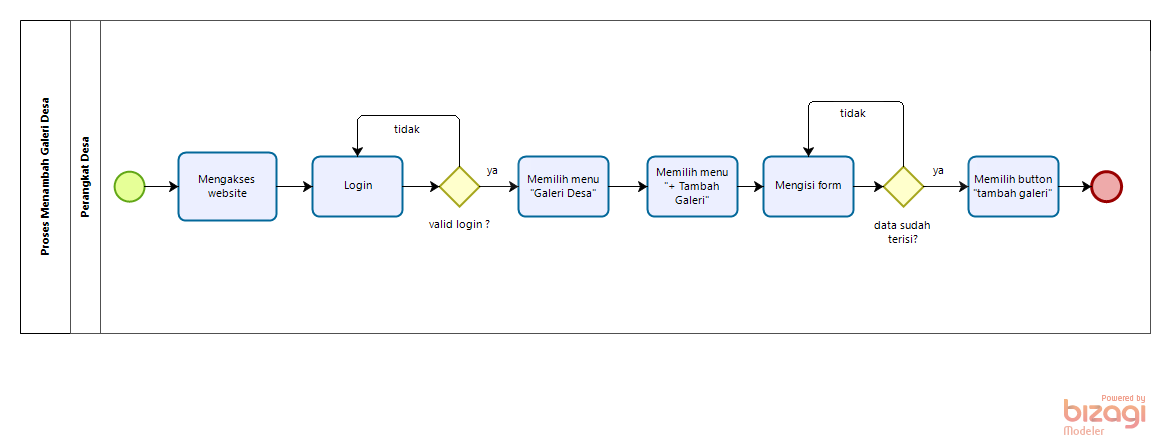 Proses Menambah Galeri Desa
Perangkat Desa
Mengakses
website
Login
tidak
valid login ?
ya
Memilih menu
"Galeri Desa"
Memilih menu
"+ Tambah
Galeri"
Mengisi form
tidak
data sudah
terisi?
ya
Memilih button
"tambah galeri"
Powered by
bizagi
Modeler